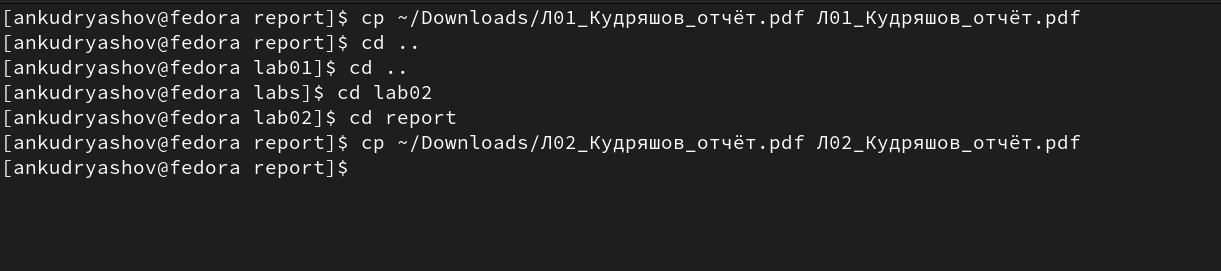 [ankudryashov@fedora report]$ cp ~/Downloads/Л01_Кудряшов_отчёт.pdf Л01_Кудряшов_отчёт.pdf
[ankudryashov@fedora report]$ cd ..
[ankudryashov@fedora lab01]$ cd ..
[ankudryashov@fedora labs]$ cd lab02
[ankudryashov@fedora lab02]$ cd report
[ankudryashov@fedora report]$ cp ~/Downloads/Л02_Кудряшов_отчёт.pdf Л02_Кудряшов_отчёт.pdf
[ankudryashov@fedora report]$